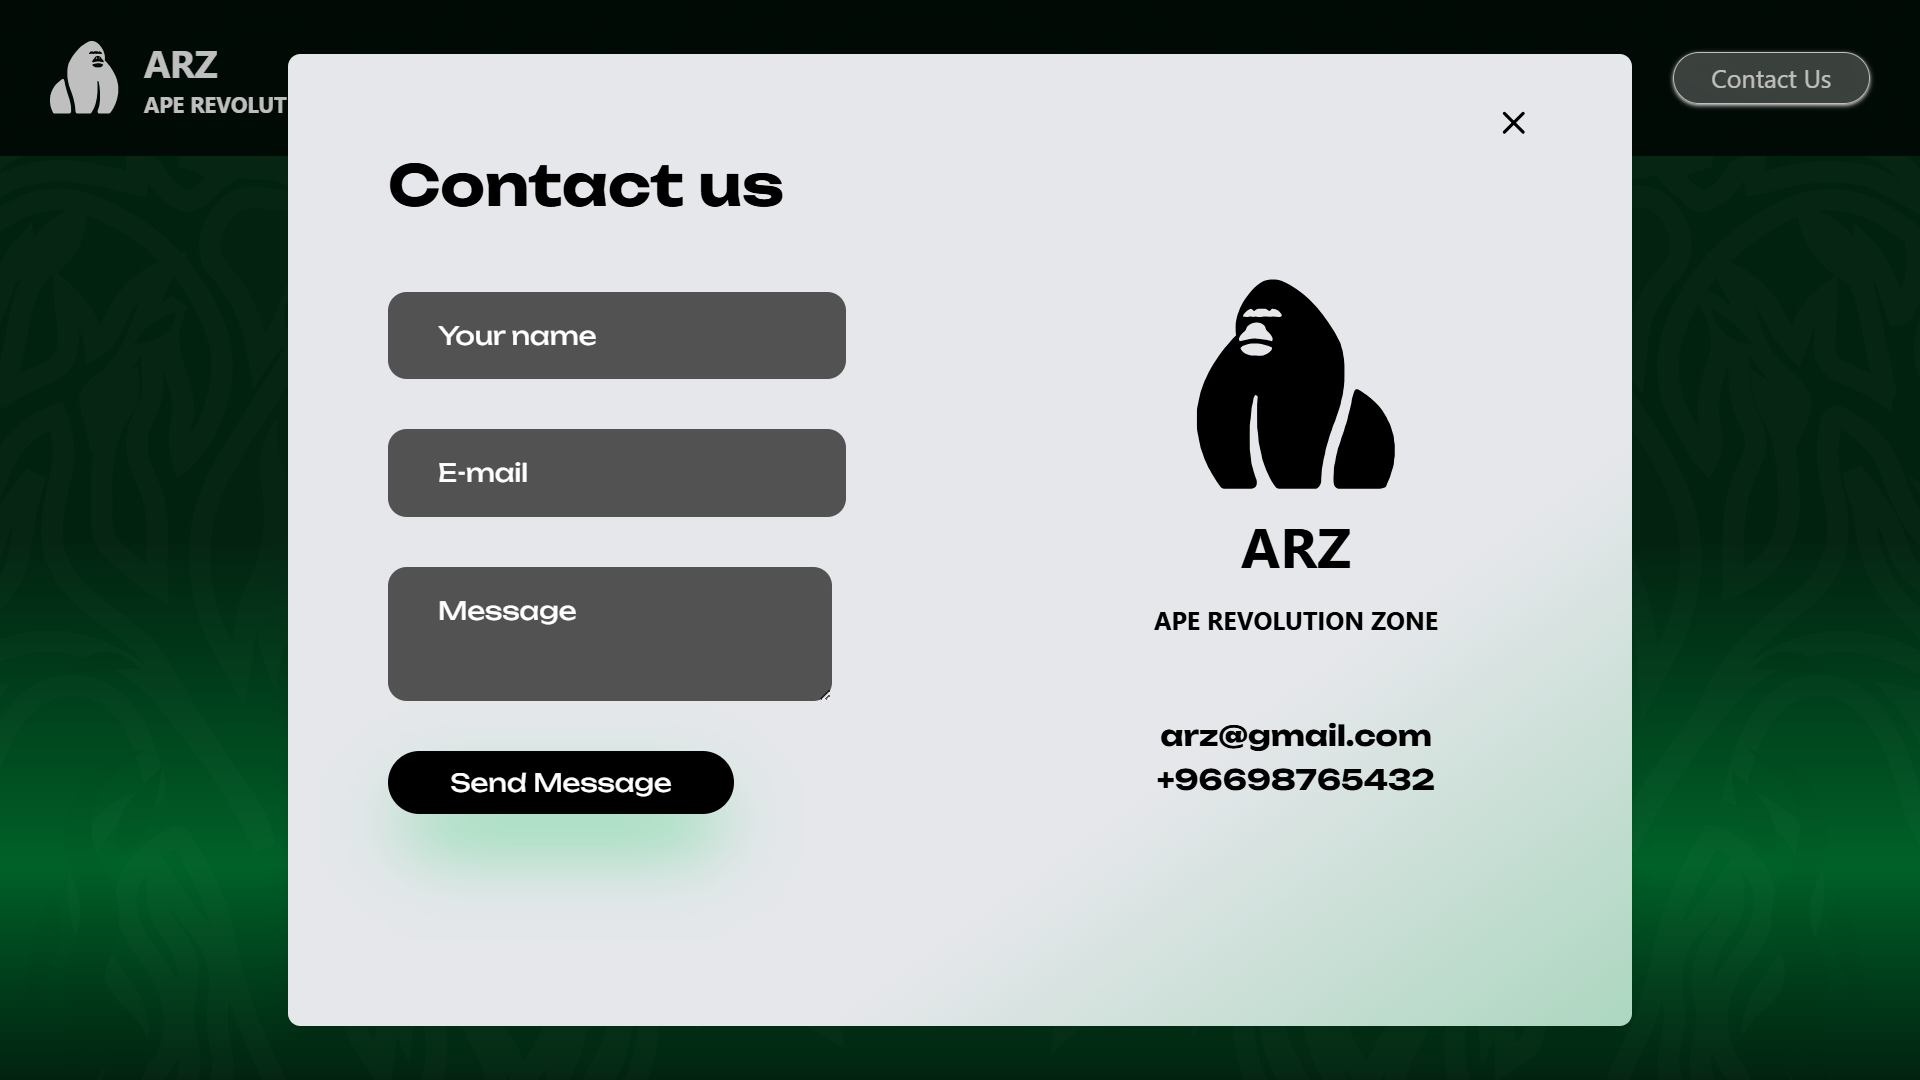 ARZ
APE REVOLUT
Contact Us
Contact us
Your name
E-mail
Message
Send Message
ARZ
APE REVOLUTION ZONE
arz@gmail.com
+96698765432